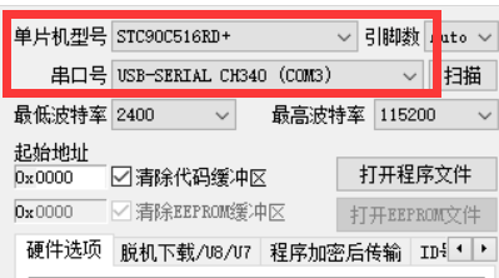 单片机型号 STC90C516RD+ 引脚数 Auto
串口号 USB-SERIAL CH340 (COM3) 扫描
最低波特率 2400 最高波特率 115200
起始地址
0x0000 清除代码缓冲区 打开程序文件
0x0000 清除EEPROM缓冲区 打开EEPROM文件
硬件选项 脱机下载/U8/U7 程序加密后传输